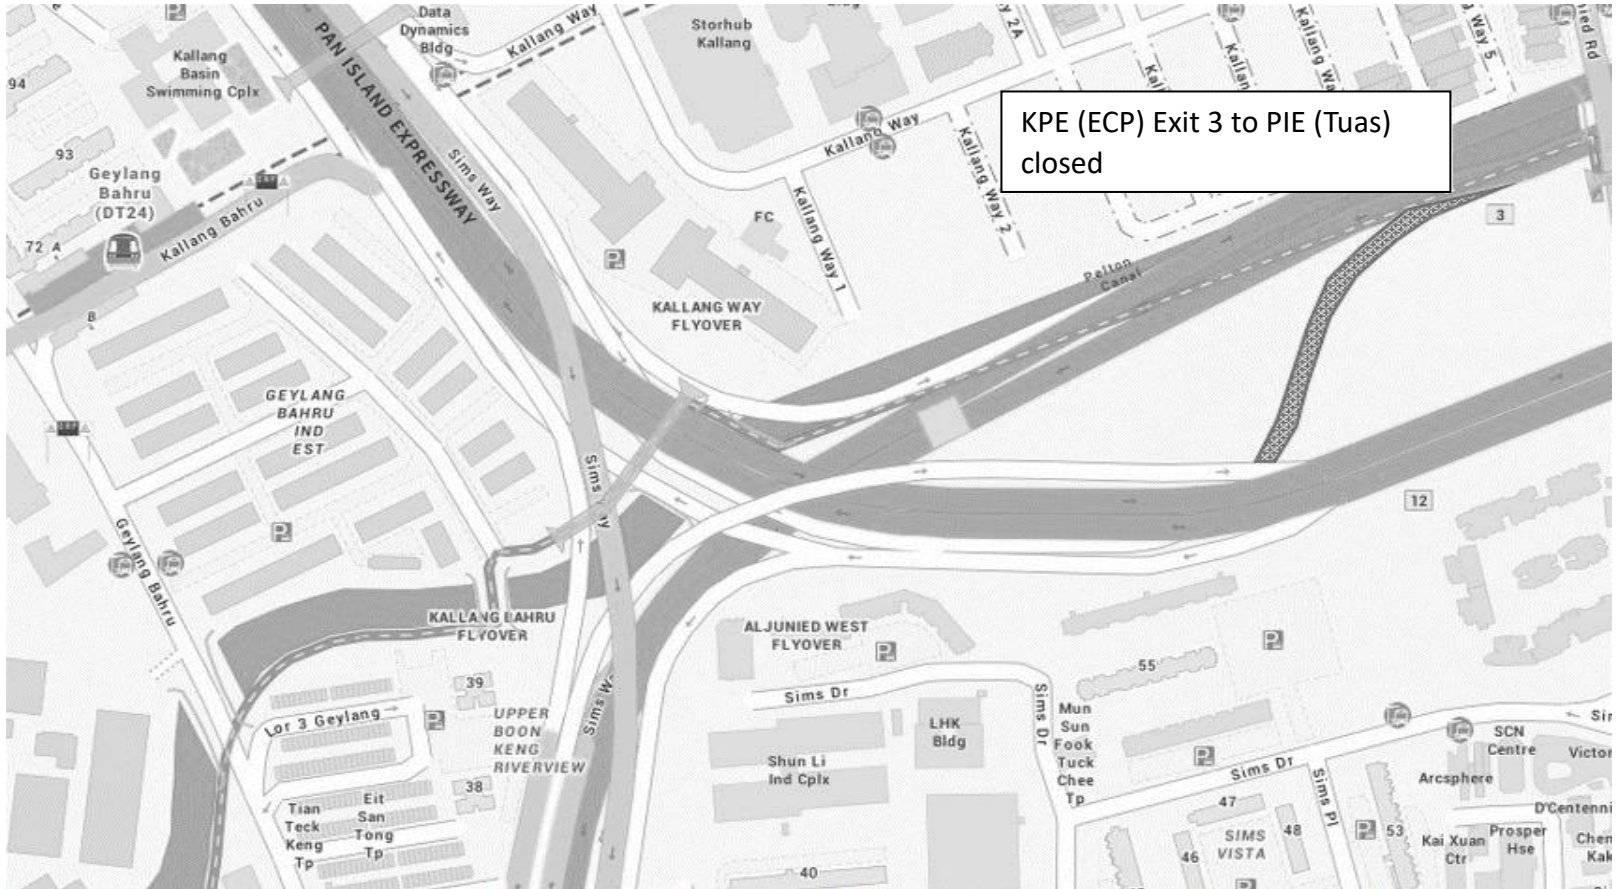 Data
Dynamics
Bldg
Kallang Way
Storhub
Kallang
Kallang
Basin
Swimming Cplx
PAN ISLAND EXPRESSWAY
Sims Way
94
93
Geylang
Bahru
(DT24)
72
A
B
Kallang Bahru
KPE (ECP) Exit 3 to PIE (Tuas)
closed
Kallang Way
Kallang Way 2
Kallang Way 1
FC
KALLANG WAY
FLYOVER
Pelton
Canal
3
12
GEYLANG
BAHRU
IND
EST
Geylang Bahru
KALLANG BAHRU
FLYOVER
ALJUNIED WEST
FLYOVER
Lor 3 Geylang
39
38
UPPER
BOON
KENG
RIVERVIEW
Tian
Teck
Keng
Tp
Eit
San
Tong
Tp
Sims Dr
Sims Dr
LHK
Bldg
Shun Li
Ind Cplx
40
Mun
Sun
Fook
Tuck
Chee
Tp
55
Sims Dr
Sims Pl
47
48
46
SIMS
VISTA
53
SCN
Centre
Arcsphere
Kai Xuan
Ctr
Prosper
Hse